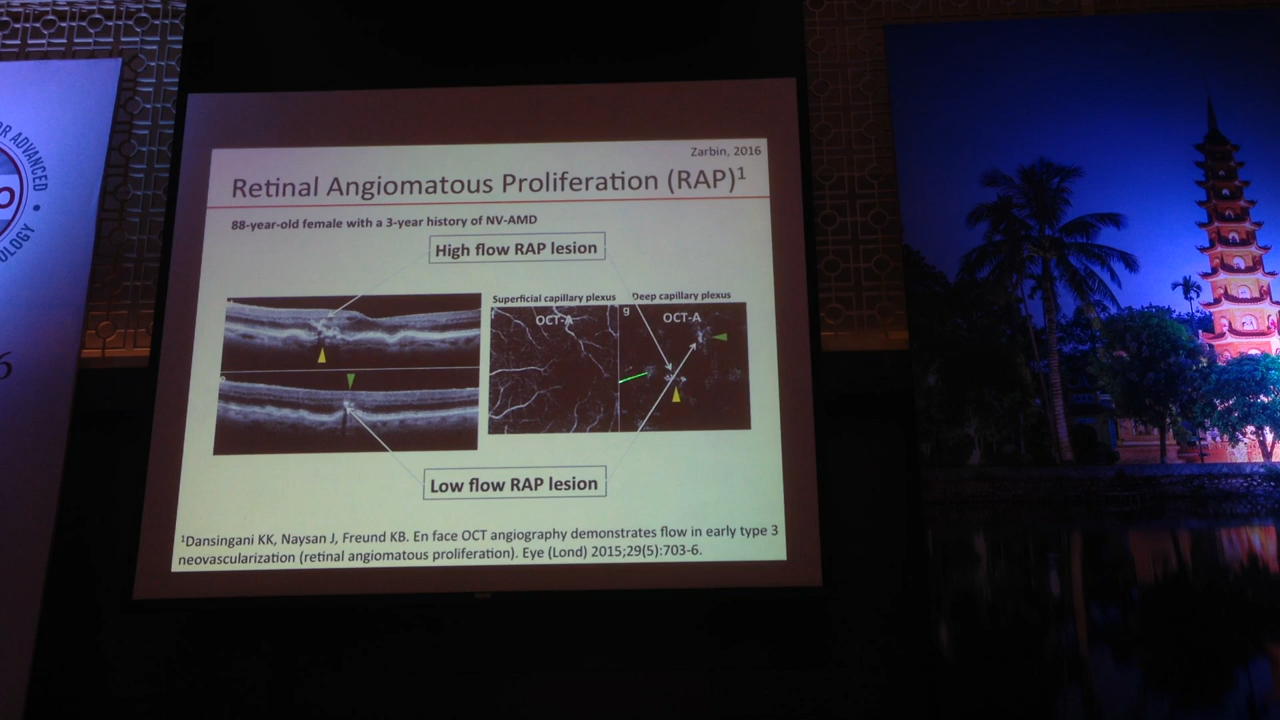 R ADVANCED
O
OLOGY
6
Zarbin, 2016
Retinal Angiomatous Proliferation (RAP)1
88-year-old female with a 3-year history of NV-AMD
High flow RAP lesion
Superficial capillary plexus
Deep capillary plexus
OCT-A
g
OCT-A
Low flow RAP lesion
1Dansingani KK, Naysan J, Freund KB. En face OCT angiography demonstrates flow in early type 3
neovascularization (retinal angiomatous proliferation). Eye (Lond) 2015;29(5):703-6.